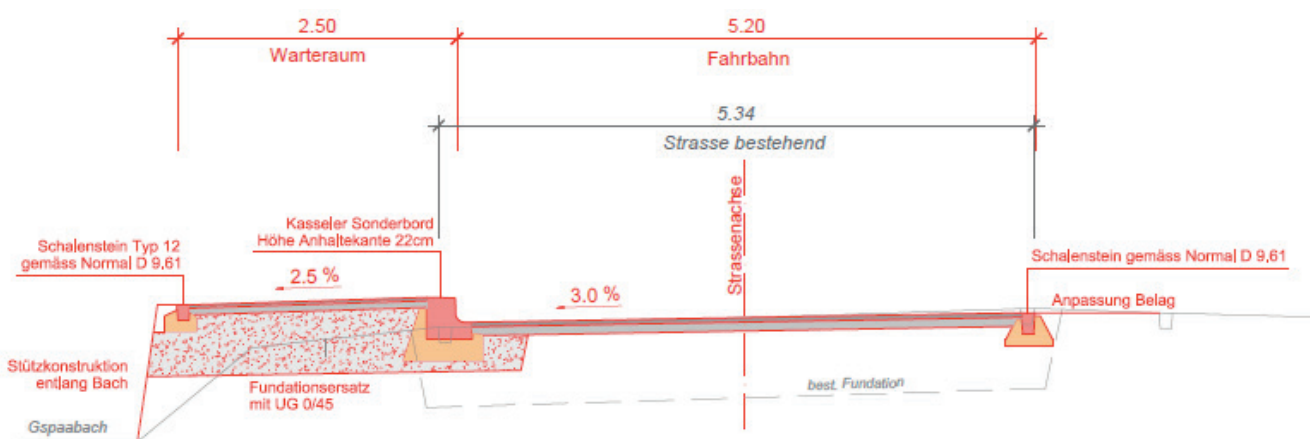 2.50
5.20
Warteraum
Fahrbahn
5.34
Strasse bestehend
Strassenachse
Kasseler Sonderbord
Höhe Anhaltekante 22cm
Schalenstein Typ 12
gemäss Normal D 9,61
Schalenstein gemäss Normal D 9,61
2.5 %
3.0 %
Anpassung Belag
Stützkonstruktion
entlang Bach
Fundationsersatz
mit UG 0/45
best. Fundation
Gspaabach